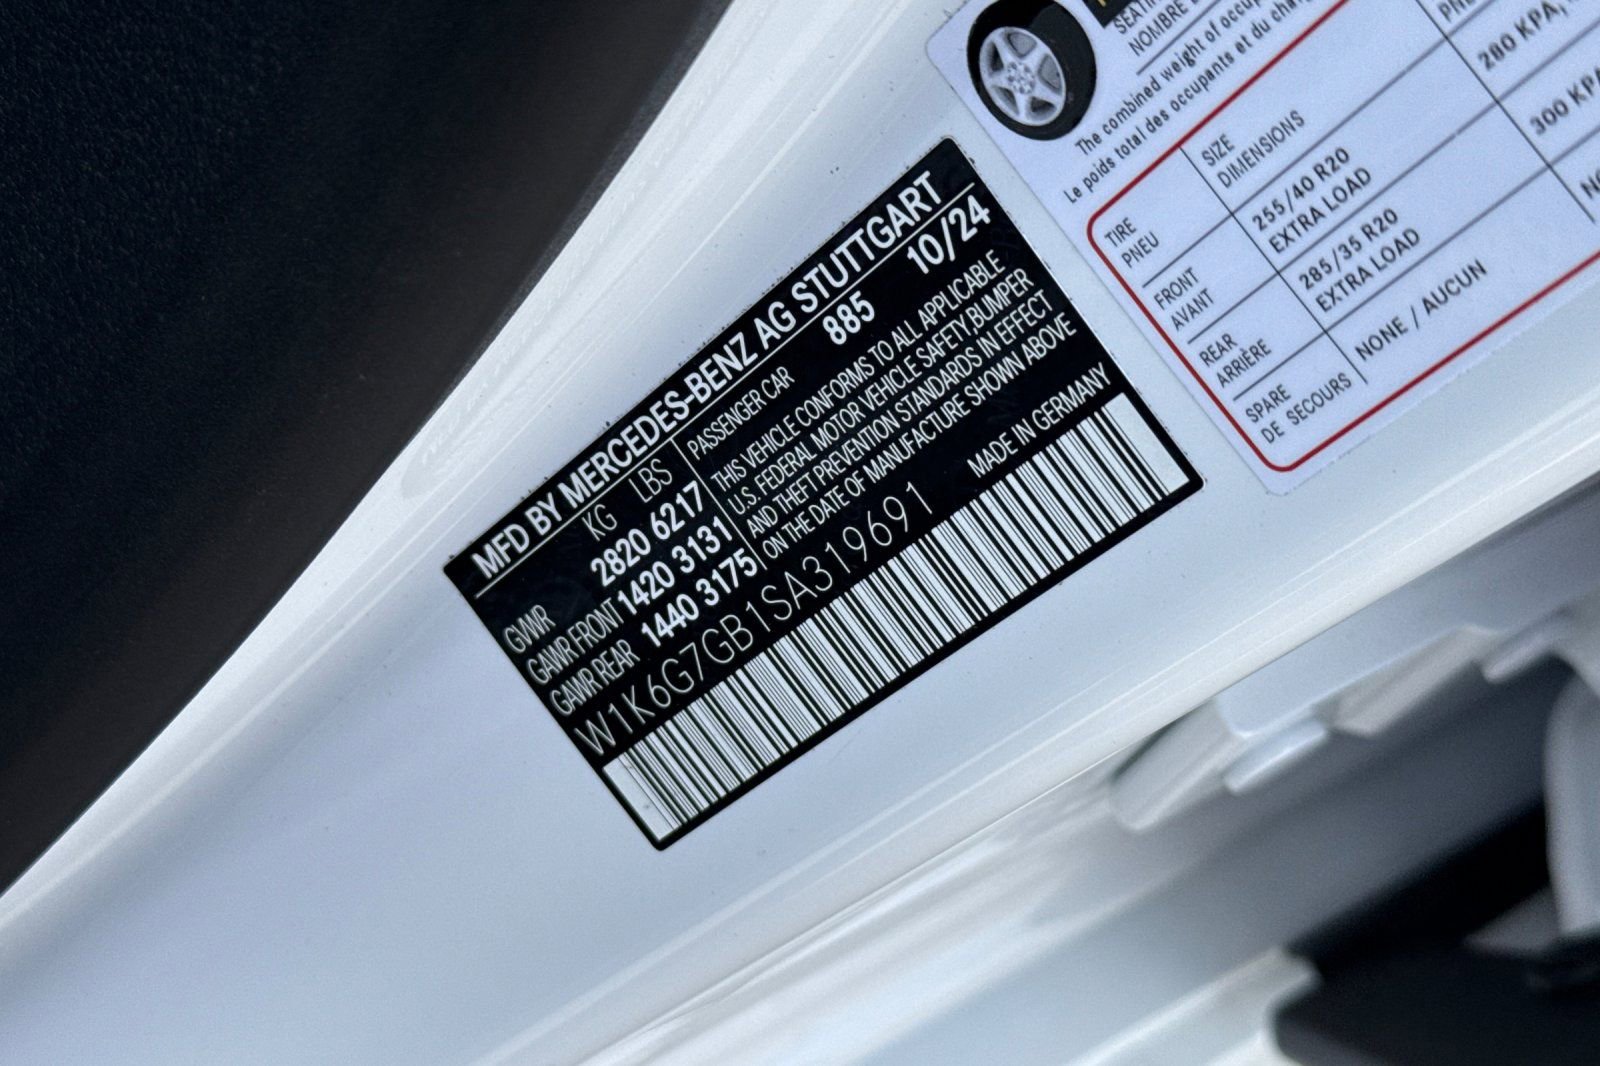 MFD BY MERCEDES-BENZ AG STUTTGART
KG LBS
885 10/24
GVWR 2820 6217
GAWR FRONT 1420 3131
GAWR REAR 1440 3175
PASSENGER CAR
THIS VEHICLE CONFORMS TO ALL APPLICABLE
U.S. FEDERAL MOTOR VEHICLE SAFETY,BUMPER
AND THEFT PREVENTION STANDARDS IN EFFECT
ON THE DATE OF MANUFACTURE SHOWN ABOVE
MADE IN GERMANY
W1K6G7GB1SA319691
NOMBRE
The combined weight of
Le poids total des occupants et du
TIRE
PNEU
SIZE
DIMENSIONS
FRONT
AVANT
255/40 R20
EXTRA LOAD
280 KPA,
REAR
ARRIÈRE
285/35 R20
EXTRA LOAD
300 KPA
SPARE
DE SECOURS
NONE / AUCUN